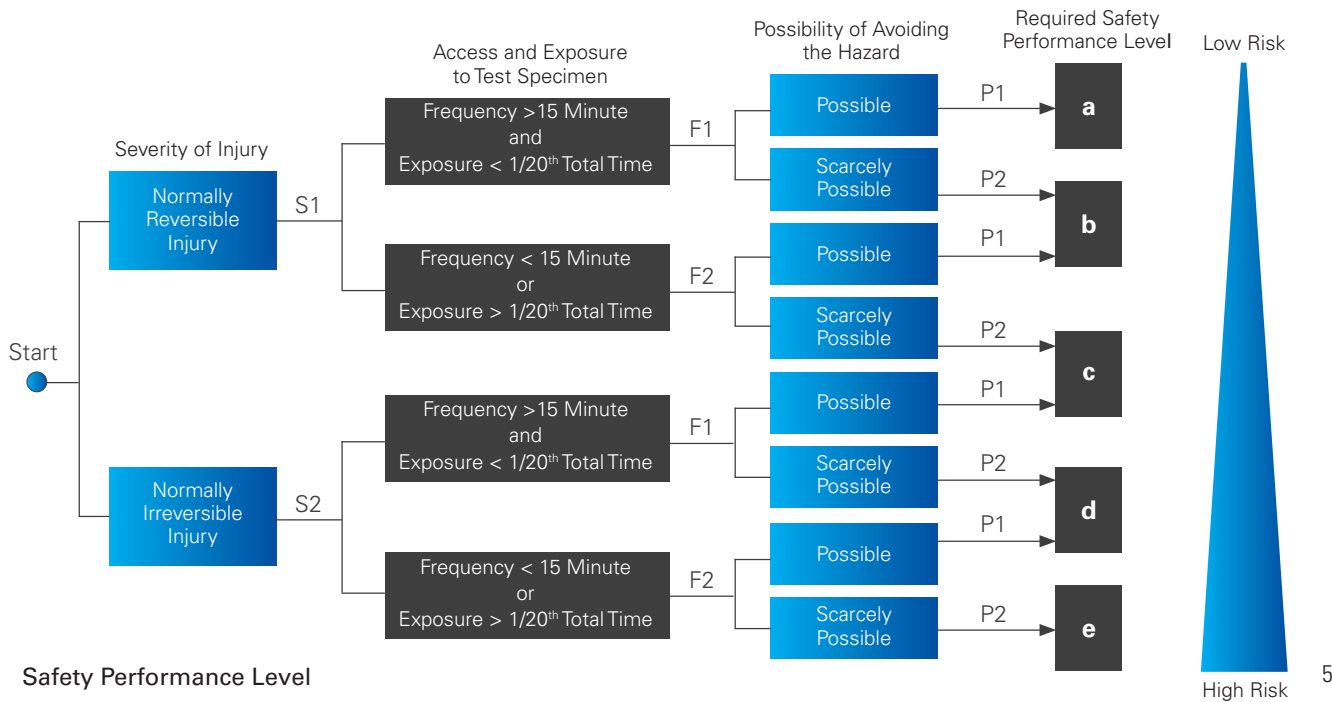 Severity of Injury
Access and Exposure
to Test Specimen
Possibility of Avoiding
the Hazard
Required Safety
Performance Level
Low Risk
Start
Normally
Reversible
Injury
S1
Frequency >15 Minute
and
Exposure < 1/20th Total Time
F1
Possible
P1
a
Scarcely
Possible
P2
b
Frequency < 15 Minute
or
Exposure > 1/20th Total Time
F2
Possible
P1
Scarcely
Possible
P2
c
Normally
Irreversible
Injury
S2
Frequency >15 Minute
and
Exposure < 1/20th Total Time
F1
Possible
P1
Scarcely
Possible
P2
d
Frequency < 15 Minute
or
Exposure > 1/20th Total Time
F2
Possible
P1
Scarcely
Possible
P2
e
High Risk
Safety Performance Level
5